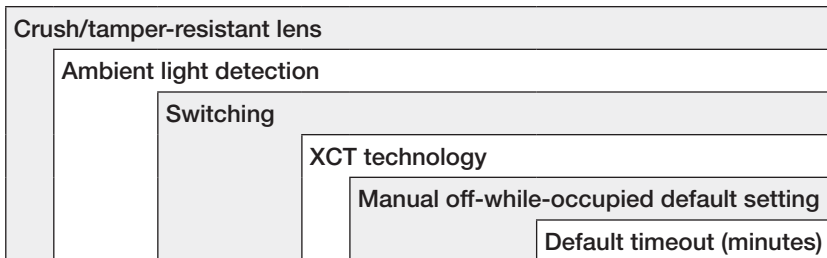 Crush/tamper-resistant lens
Ambient light detection
Switching
XCT technology
Manual off-while-occupied default setting
Default timeout (minutes)